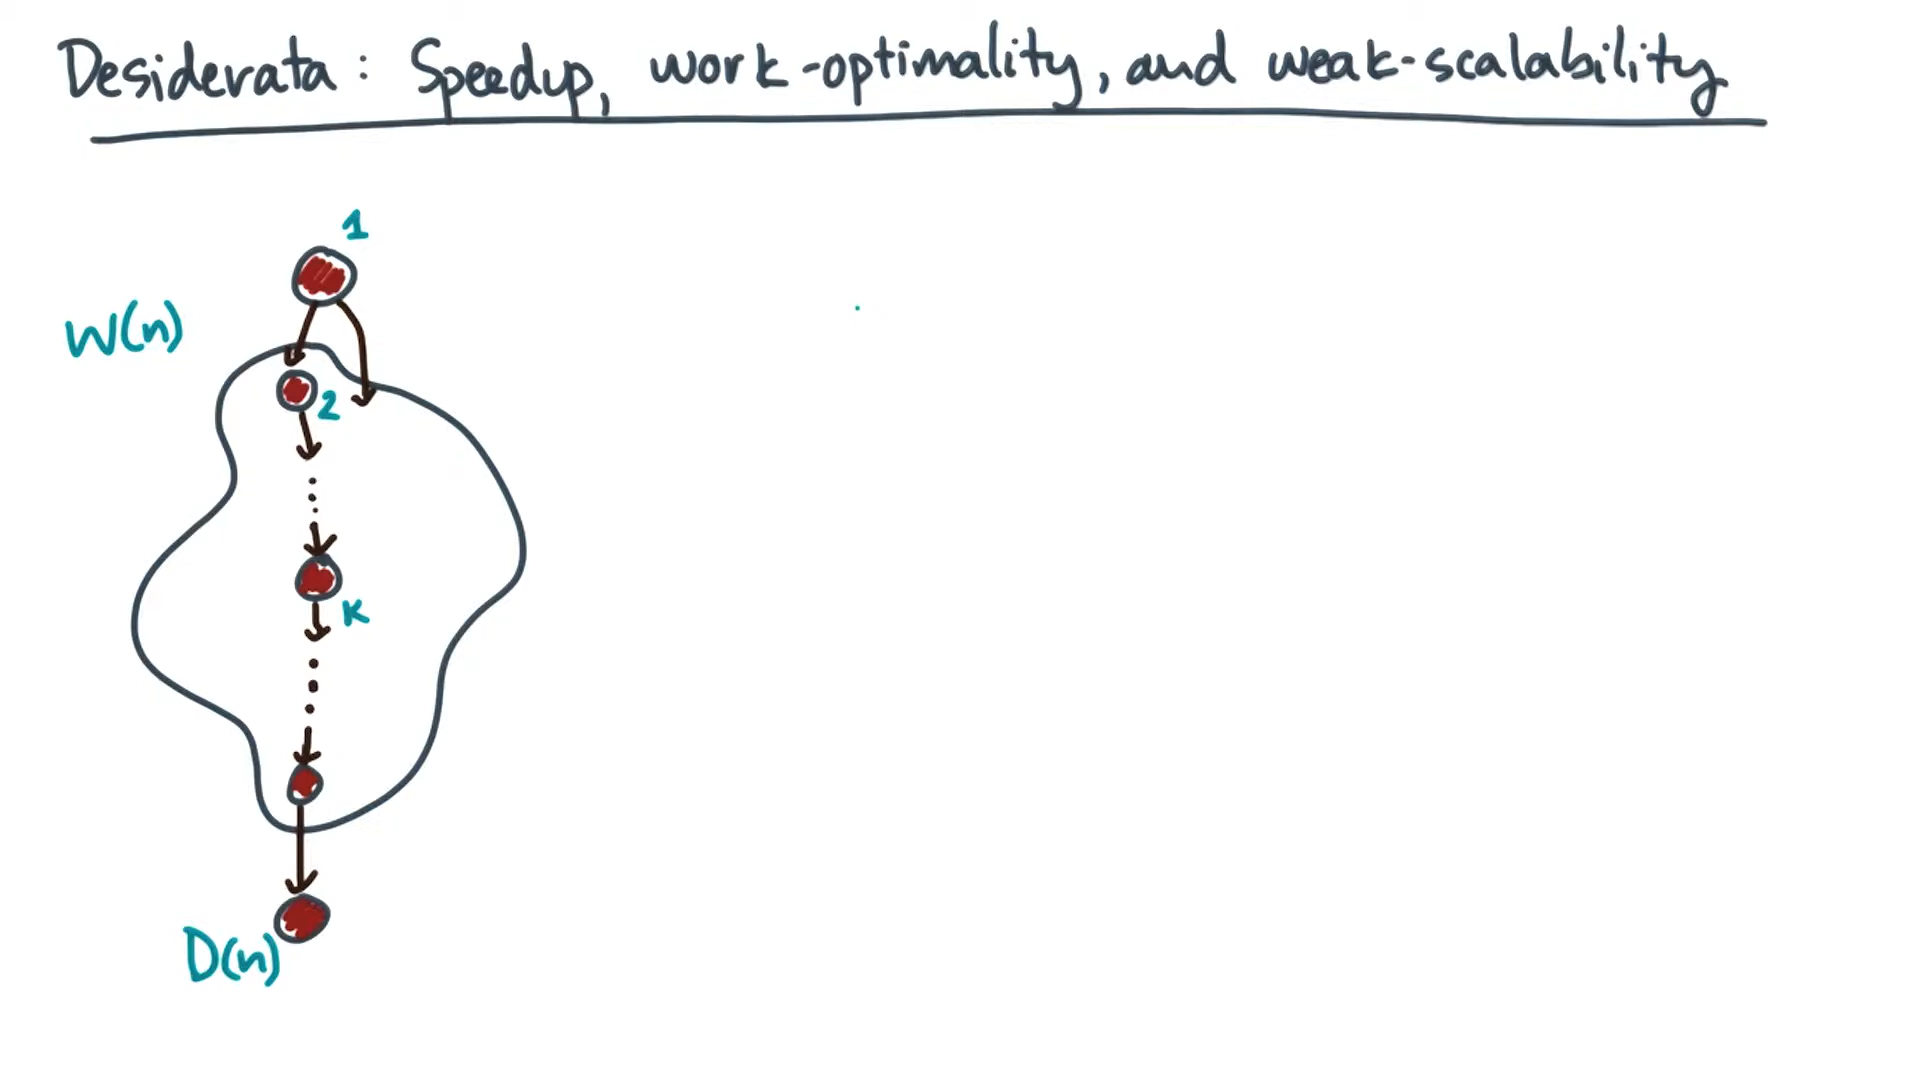 Desiderata: Speedup, work-optimality, and weak-scalability
1
W(n)
2
k
D(n)